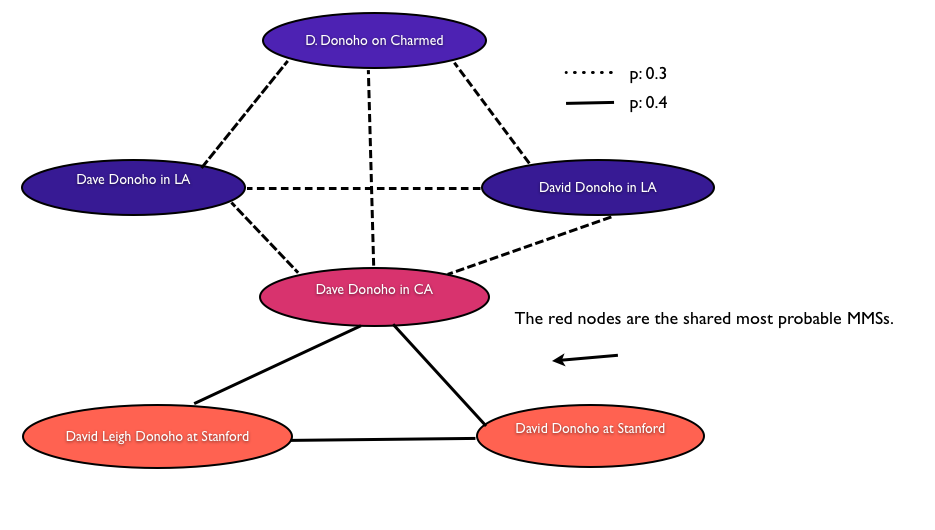 D. Donoho on Charmed
p: 0.3
p: 0.4
Dave Donoho in LA
David Donoho in LA
Dave Donoho in CA
The red nodes are the shared most probable MMSs.
David Leigh Donoho at Stanford
David Donoho at Stanford